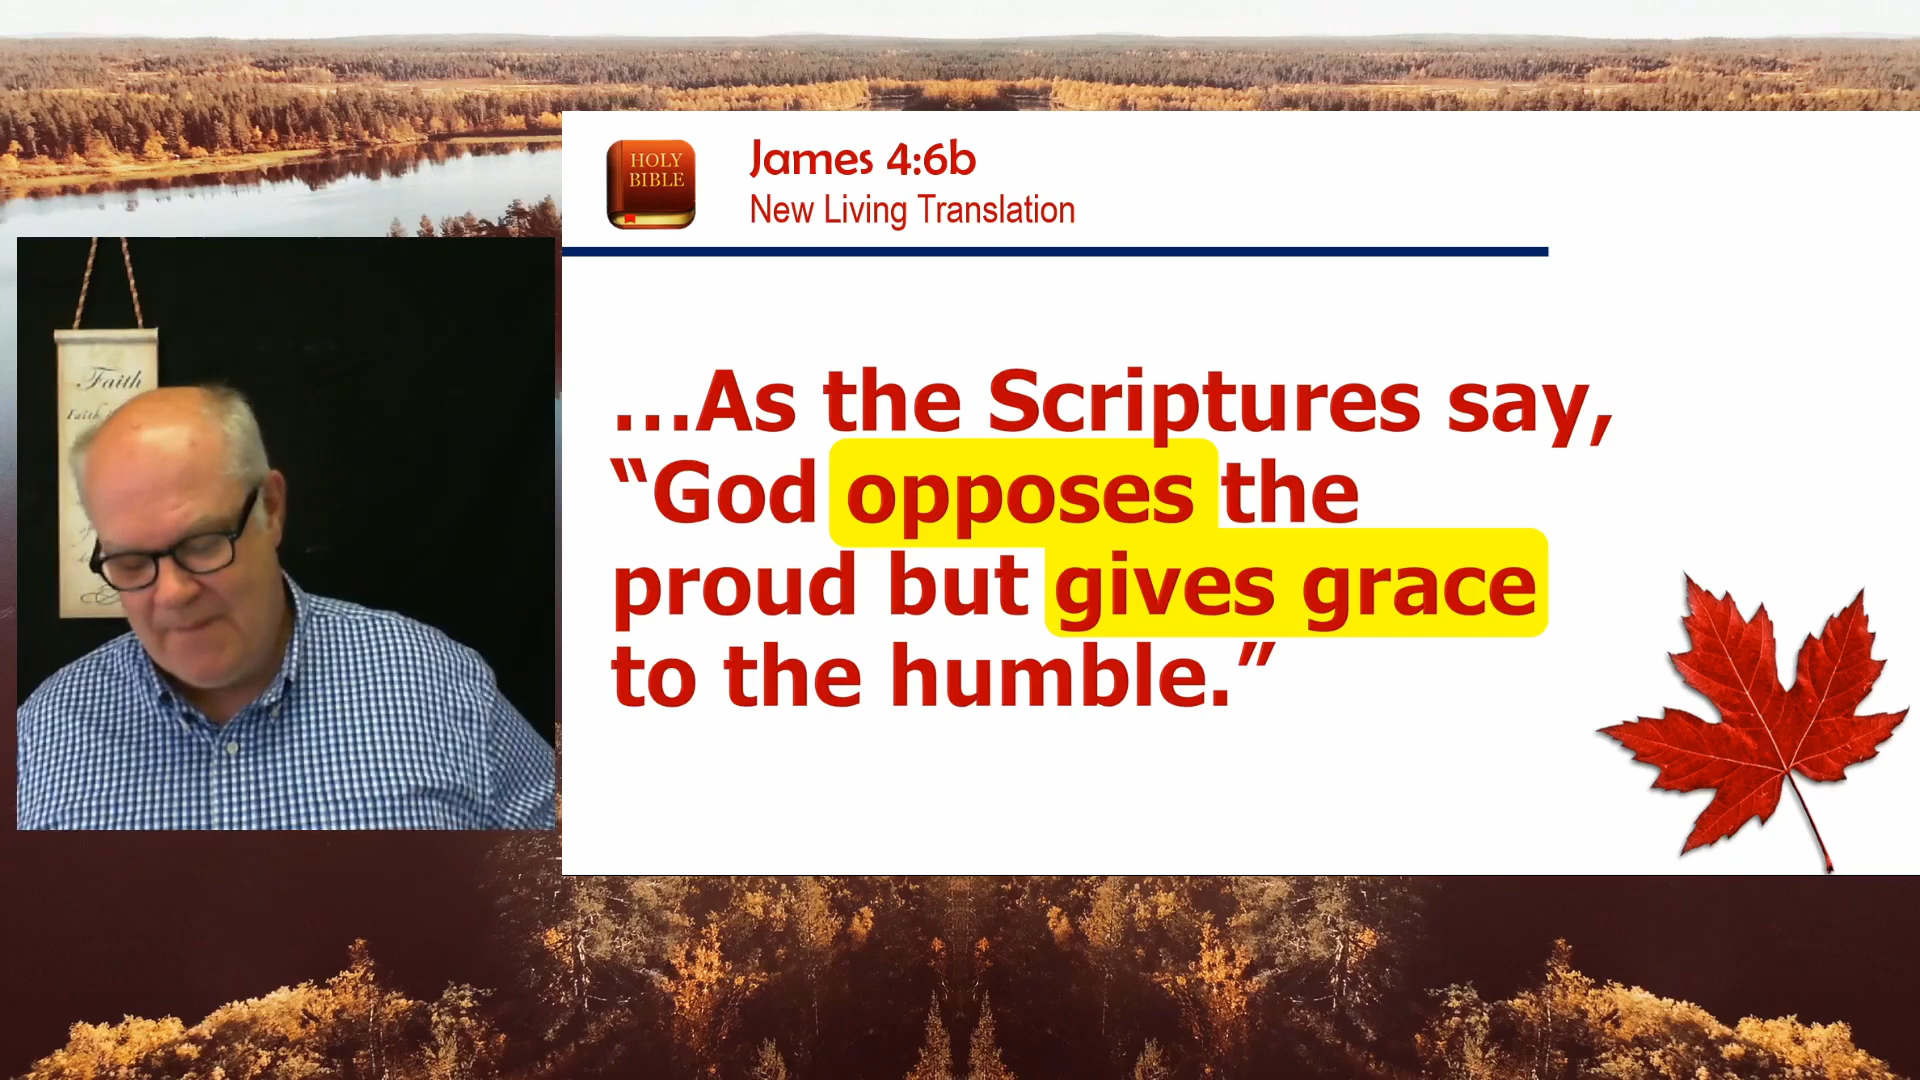 HOLY
BIBLE
James 4:6b
New Living Translation
...As the Scriptures say,
“God opposes the
proud but gives grace
to the humble.”
Faith
Faith